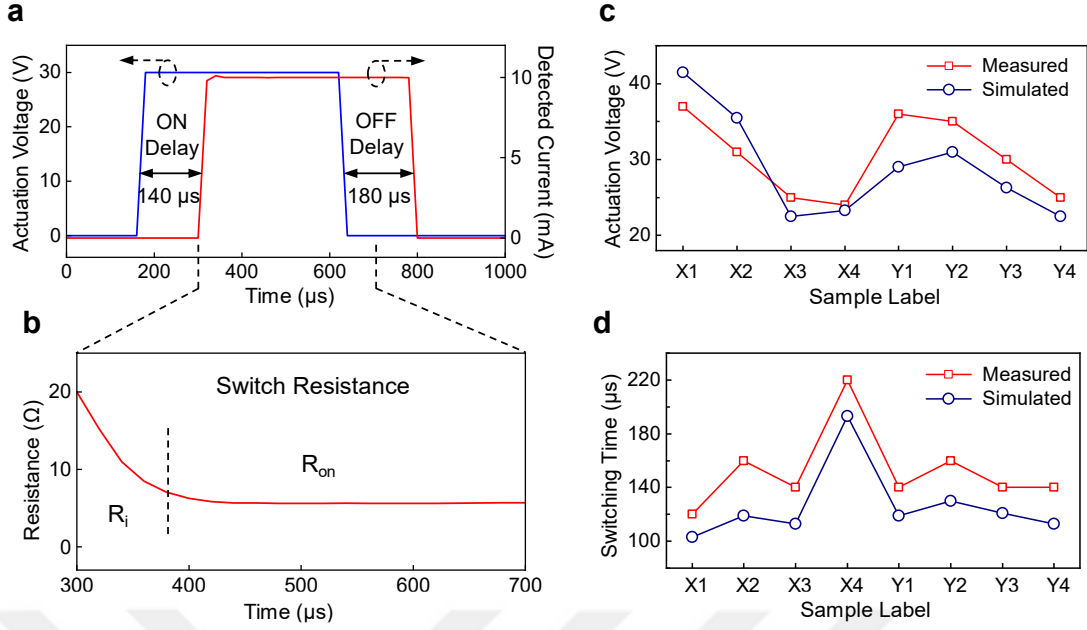 a
Actuation Voltage (V)
30
20
10
0
ON
Delay
140 µs
OFF
Delay
180 µs
10
5
0
Detected Current (mA)
0
200
400
600
800
1000
Time (µs)
b
Switch Resistance
Resistance (Ω)
20
10
0
Ri
Ron
300
400
500
600
700
Time (µs)
c
Measured
Simulated
Actuation Voltage (V)
40
30
20
X1
X2
X3
X4
Y1
Y2
Y3
Y4
Sample Label
d
Measured
Simulated
Switching Time (µs)
220
180
140
100
X1
X2
X3
X4
Y1
Y2
Y3
Y4
Sample Label